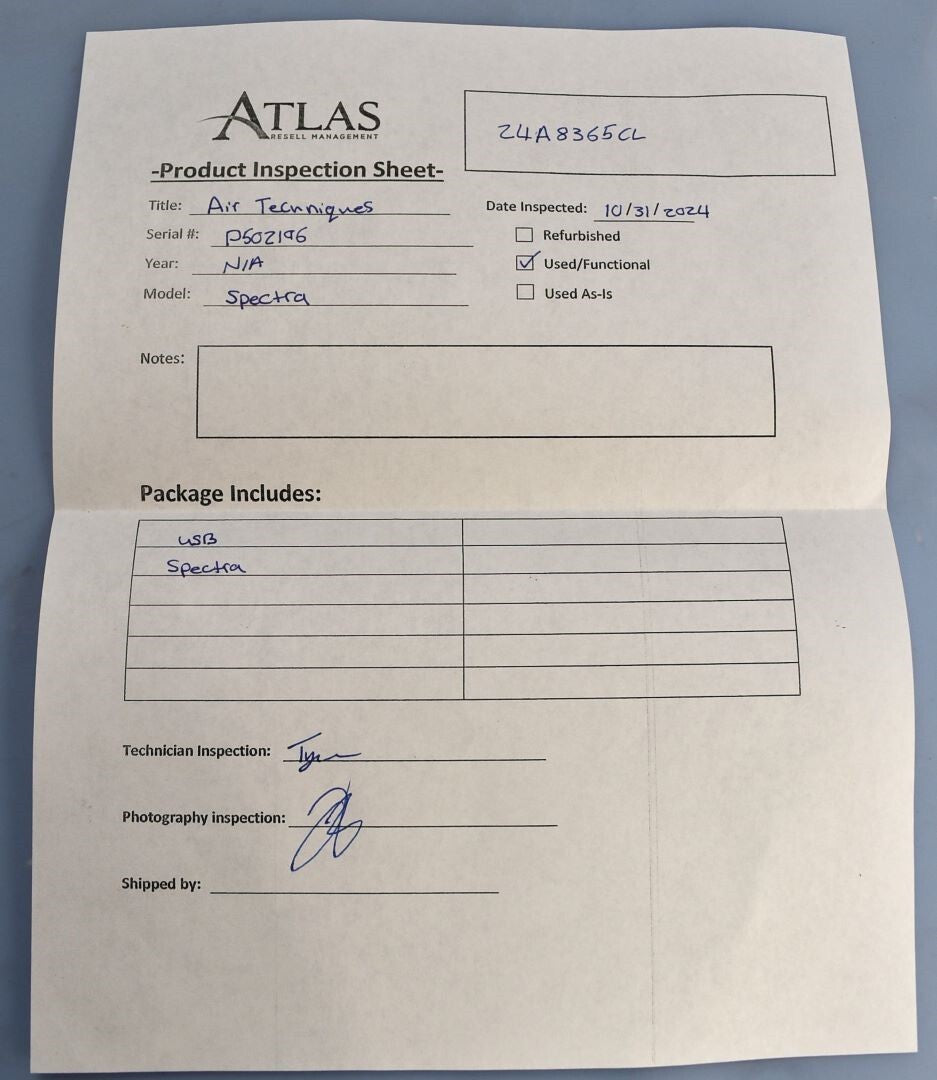 ATLAS
RESELL MANAGEMENT
24A8365CL
-Product Inspection Sheet-
Title: Air Techniques
Date Inspected: 10/31/2024
Serial #:
Refurbished
Year: N/A
Used/Functional
Model: Spectra
Used As-Is
Notes:
Package Includes:
USB
Spectra
Technician Inspection:
Photography inspection:
Shipped by: